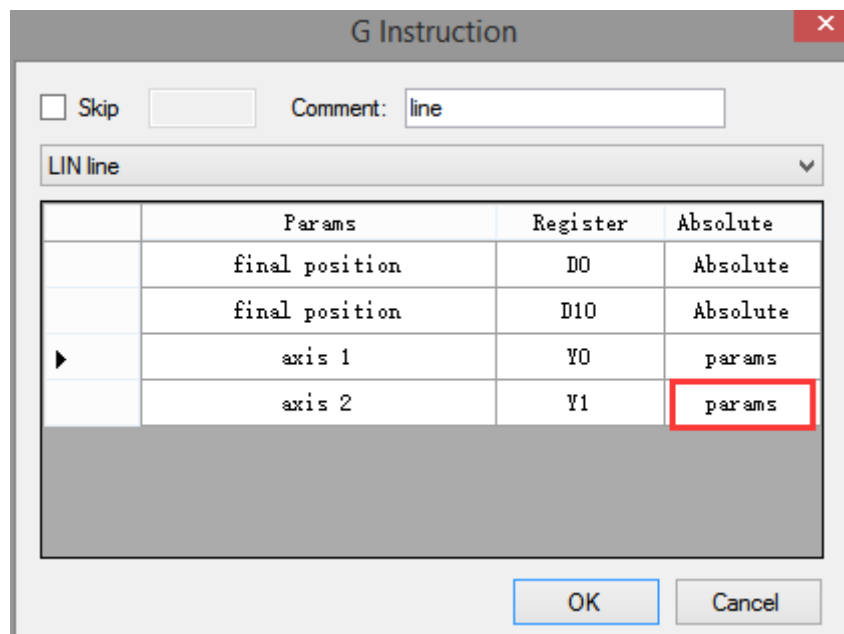 G Instruction
Skip Comment: line
LIN line
Params Register Absolute
final position D0 Absolute
final position D10 Absolute
axis 1 Y0 params
axis 2 Y1 params
OK Cancel